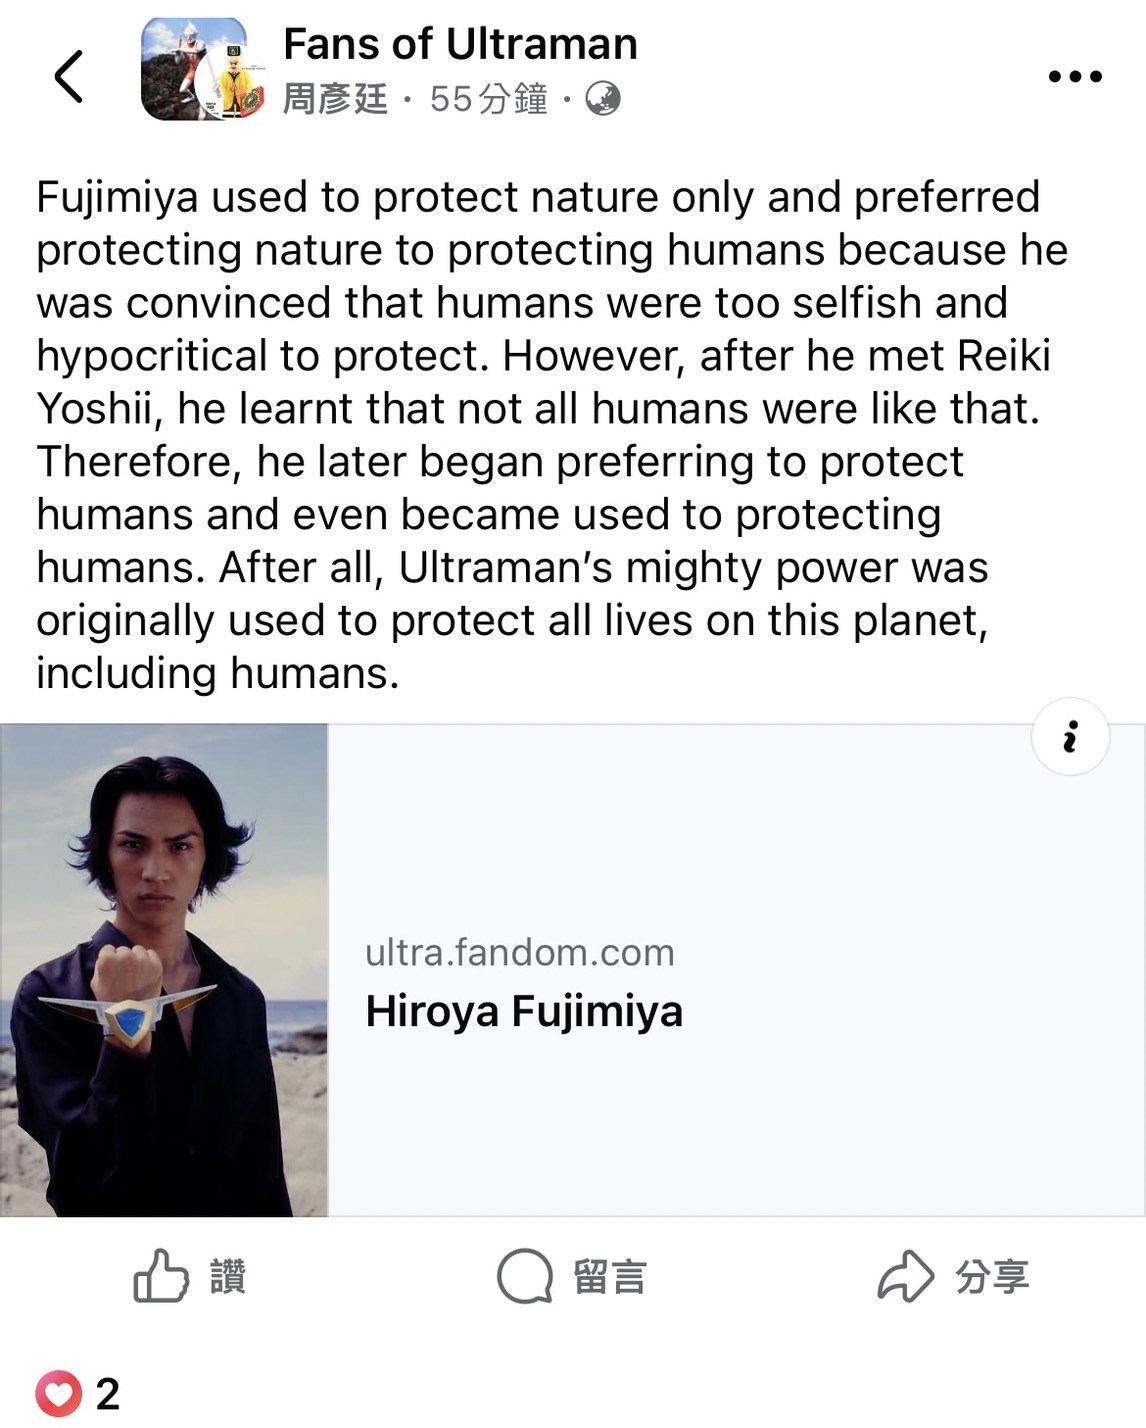 Fans of Ultraman
周彥廷 · 55分鐘 ·
Fujimiya used to protect nature only and preferred
protecting nature to protecting humans because he
was convinced that humans were too selfish and
hypocritical to protect. However, after he met Reiki
Yoshii, he learnt that not all humans were like that.
Therefore, he later began preferring to protect
humans and even became used to protecting
humans. After all, Ultraman’s mighty power was
originally used to protect all lives on this planet,
including humans.
i
ultra.fandom.com
Hiroya Fujimiya
讚 留言 分享
2